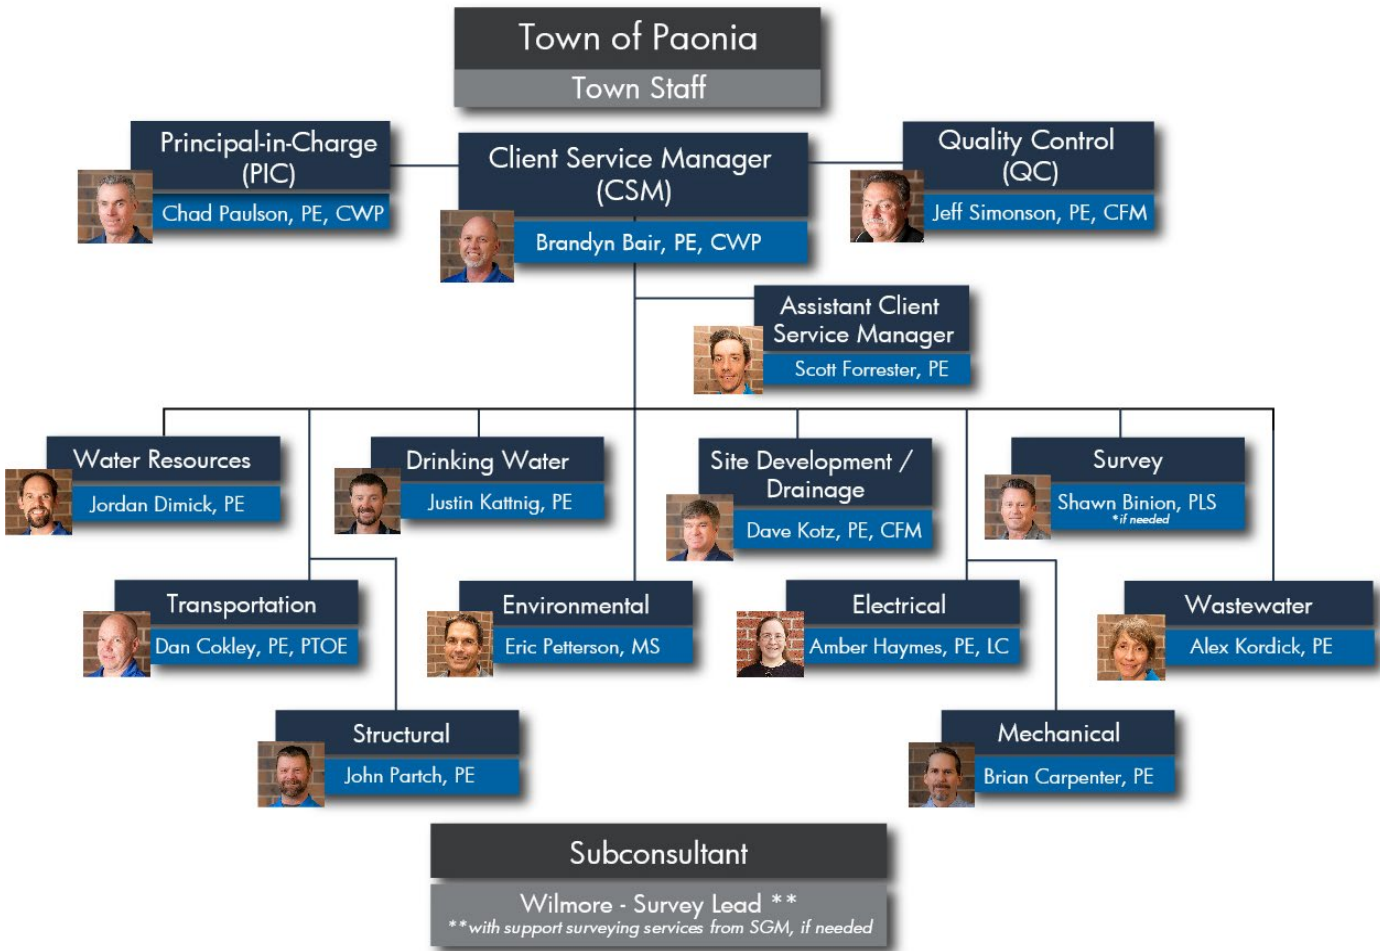 Town of Paonia
Town Staff
Principal-in-Charge
(PIC)
Chad Paulson, PE, CWP
Client Service Manager
(CSM)
Brandyn Bair, PE, CWP
Quality Control
(QC)
Jeff Simonson, PE, CFM
Assistant Client
Service Manager
Scott Forrester, PE
Water Resources
Jordan Dimick, PE
Drinking Water
Justin Kattnig, PE
Site Development /
Drainage
Dave Kotz, PE, CFM
Survey
Shawn Binion, PLS
*if needed
Transportation
Dan Cokley, PE, PTOE
Environmental
Eric Petterson, MS
Electrical
Amber Haymes, PE, LC
Wastewater
Alex Kordick, PE
Structural
John Partch, PE
Mechanical
Brian Carpenter, PE
Subconsultant
Wilmore - Survey Lead **
**with support surveying services from SGM, if needed